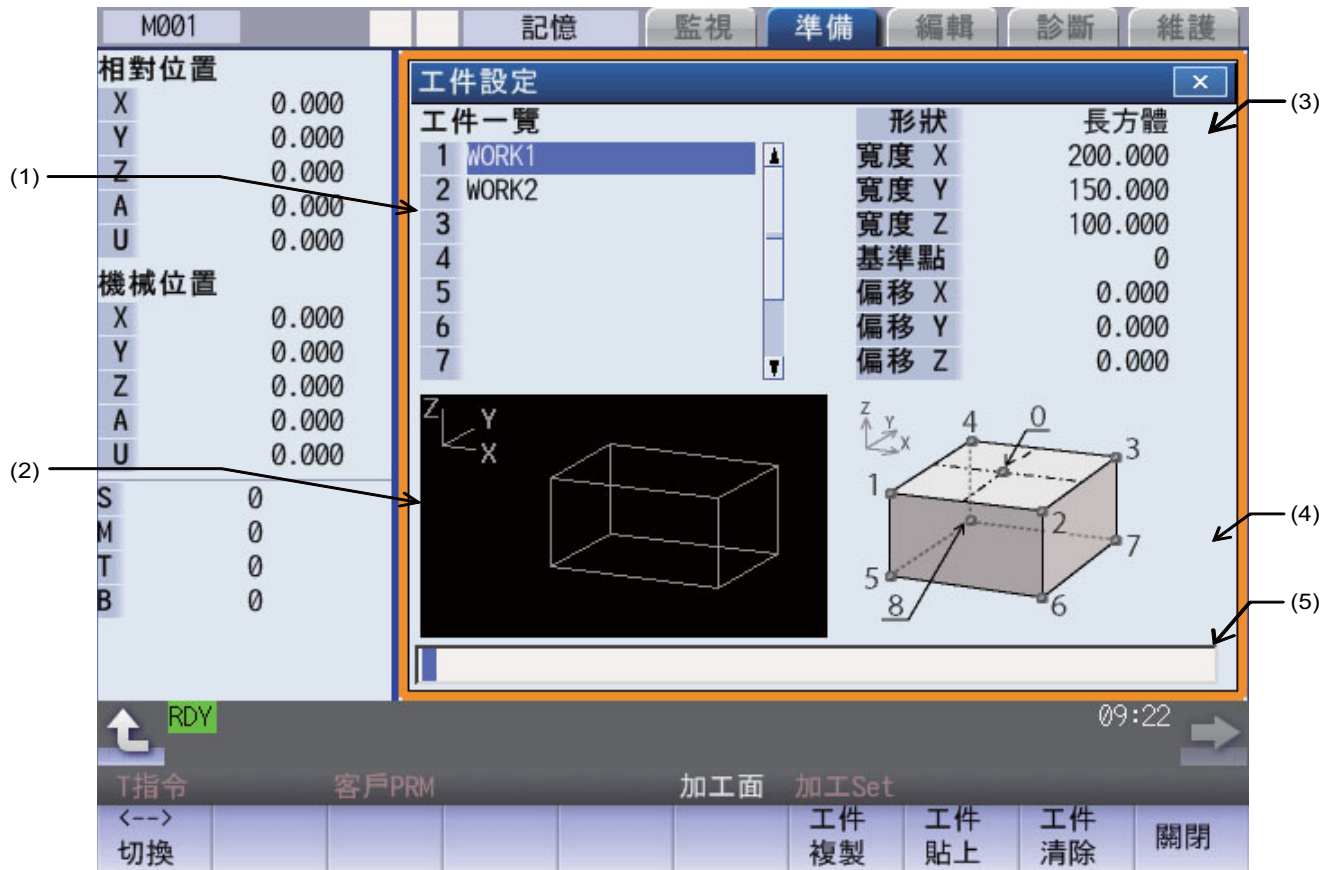 M001 記憶 監視 準備 編輯 診斷 維護
相對位置
X 0.000
Y 0.000
Z 0.000
A 0.000
U 0.000
機械位置
X 0.000
Y 0.000
Z 0.000
A 0.000
U 0.000
S 0
M 0
T 0
B 0
工件設定 ×
工件一覽
1 WORK1
2 WORK2
3
4
5
6
7
形狀 長方體
寬度 X 200.000
寬度 Y 150.000
寬度 Z 100.000
基準點 0
偏移 X 0.000
偏移 Y 0.000
偏移 Z 0.000
Z Y
X
Z Y X
4 0
3
1
2
7
5
8 6
(1)
(2)
(3)
(4)
(5)
RDY 09:22
T指令 客戶PRM 加工面 加工Set
<--> 工件 工件 工件
切換 複製 貼上 清除 關閉